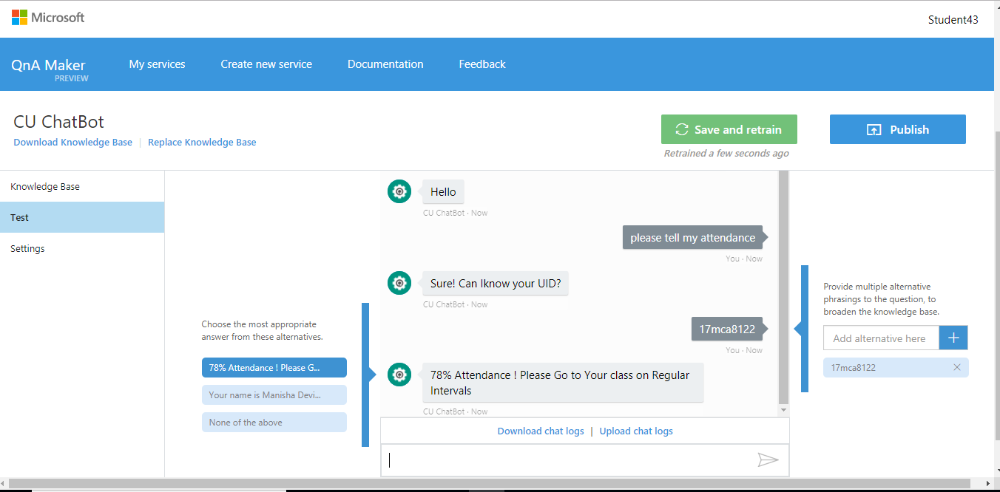 Microsoft
Student43
QnA Maker
PREVIEW
My services
Create new service
Documentation
Feedback
CU ChatBot
Download Knowledge Base | Replace Knowledge Base
Save and retrain
Retrained a few seconds ago
Publish
Knowledge Base
Test
Settings
Choose the most appropriate
answer from these alternatives.
78% Attendance ! Please G...
Your name is Manisha Devi...
None of the above
Hello
CU ChatBot · Now
please tell my attendance
You · Now
Sure! Can Iknow your UID?
CU ChatBot · Now
17mca8122
You · Now
78% Attendance ! Please Go to Your class on Regular
Intervals
CU ChatBot · Now
Download chat logs | Upload chat logs
Provide multiple alternative
phrasings to the question, to
broaden the knowledge base.
Add alternative here
17mca8122